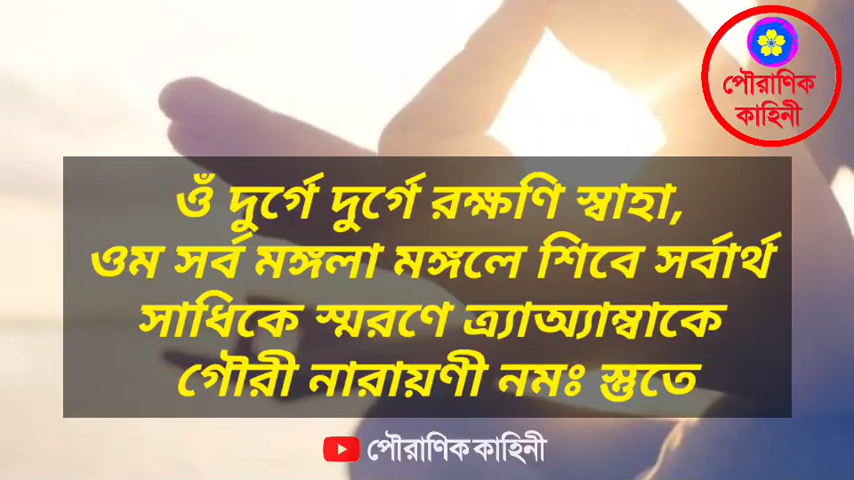 পৌরাণিক
কাহিনী
ওঁ দুর্গে দুর্গে রক্ষণি স্বাহা,
ওম সর্ব মঙ্গলা মঙ্গলে শিবে সর্বার্থ
সাধিকে স্মরণে ত্র্যাঅ্যাম্বাকে
গৌরী নারায়ণী নমঃ স্তুতে
পৌরাণিক কাহিনী